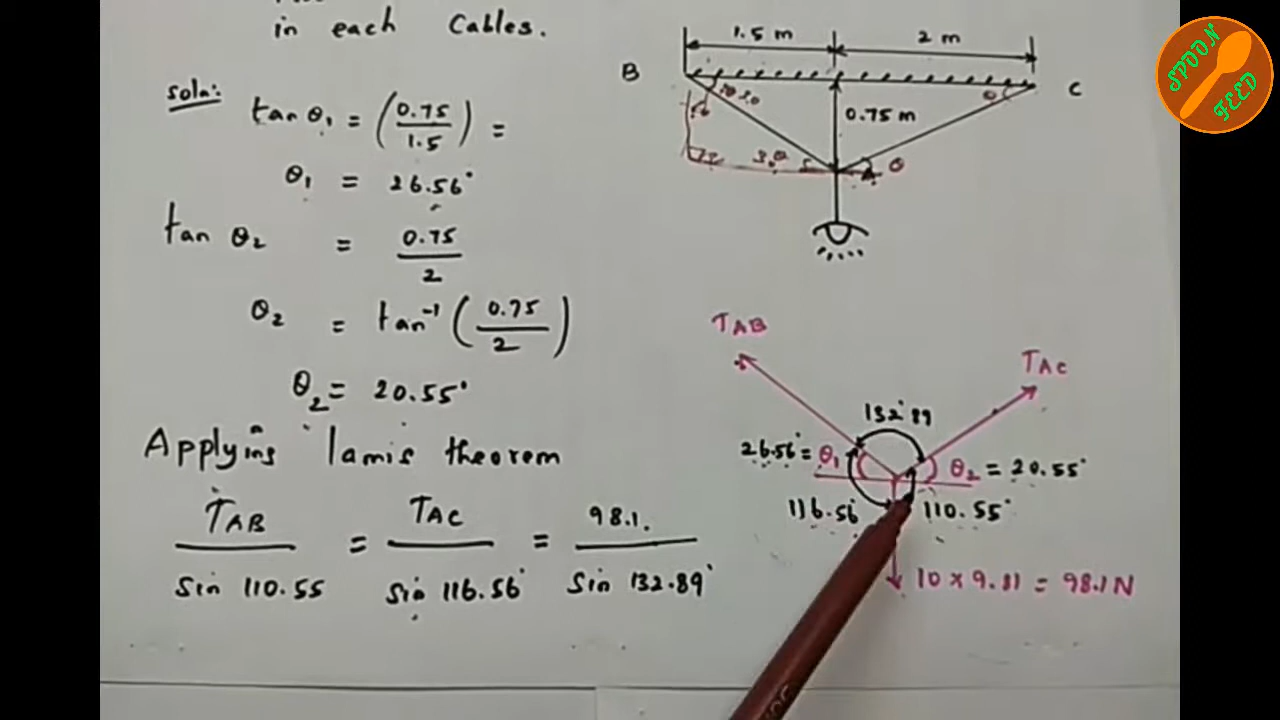 in each Cables.
Soln:
tan θ₁ = (0.75/1.5) =
θ₁ = 26.56°
tan θ₂ = 0.75/2
θ₂ = tan⁻¹ (0.75/2)
θ₂ = 20.55°
Applying lamis theorem
TAB/Sin 110.55 = TAC/Sin 116.56° = 98.1./Sin 132.89°
1.5 m
2 m
B
C
θ
0.75 m
θ
TAB
TAC
132°89
26.56° = θ₁
θ₂ = 20.55°
116.56°
110.55°
10 x 9.81 = 98.1 N
SPOON
FEED